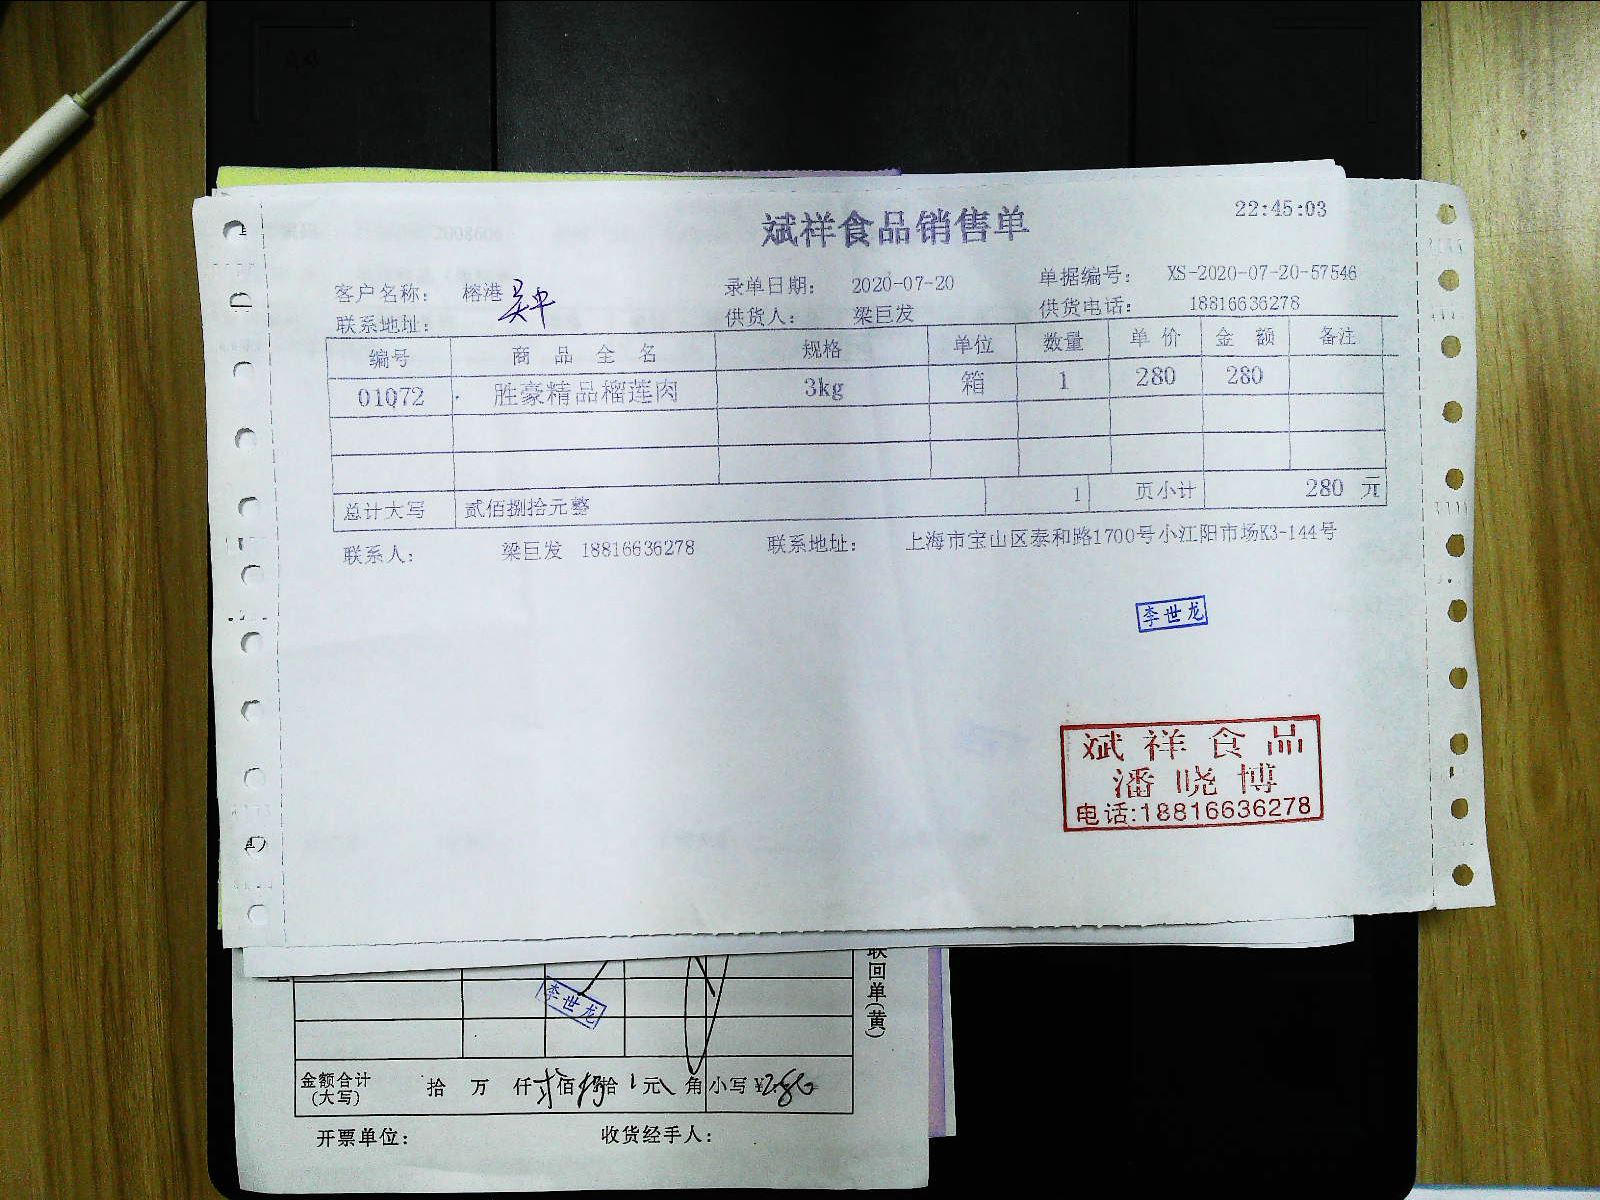 斌祥食品销售单
22:45:03
客户名称： 榕港 录单日期： 2020-07-20 单据编号： XS-2020-07-20-57546
联系地址： 供货人： 梁巨发 供货电话： 18816636278
编号 商品全名 规格 单位 数量 单价 金额 备注
01072 胜豪精品榴莲肉 3kg 箱 1 280 280
总计大写 贰佰捌拾元整 1 页小计 280 元
联系人： 梁巨发 18816636278 联系地址： 上海市宝山区泰和路1700号小江阳市场K3-144号
李世龙
斌祥食品
潘晓博
电话:18816636278
联回单(黄)
李世龙
金额合计(大写) 拾 万 仟贰佰捌拾 元 角 小写¥280
开票单位： 收货经手人：